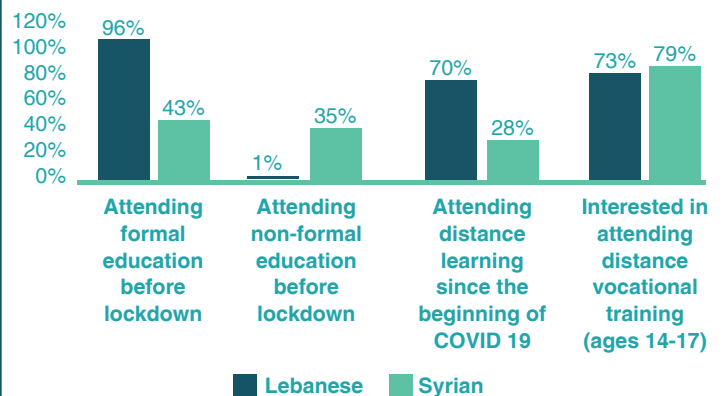 120%
100%
80%
60%
40%
20%
0%
96%
43%
1%
35%
70%
28%
73%
79%
Attending
formal
education
before
lockdown
Attending
non-formal
education
before
lockdown
Attending
distance
learning
since the
beginning of
COVID 19
Interested in
attending
distance
vocational
training
(ages 14-17)
Lebanese
Syrian